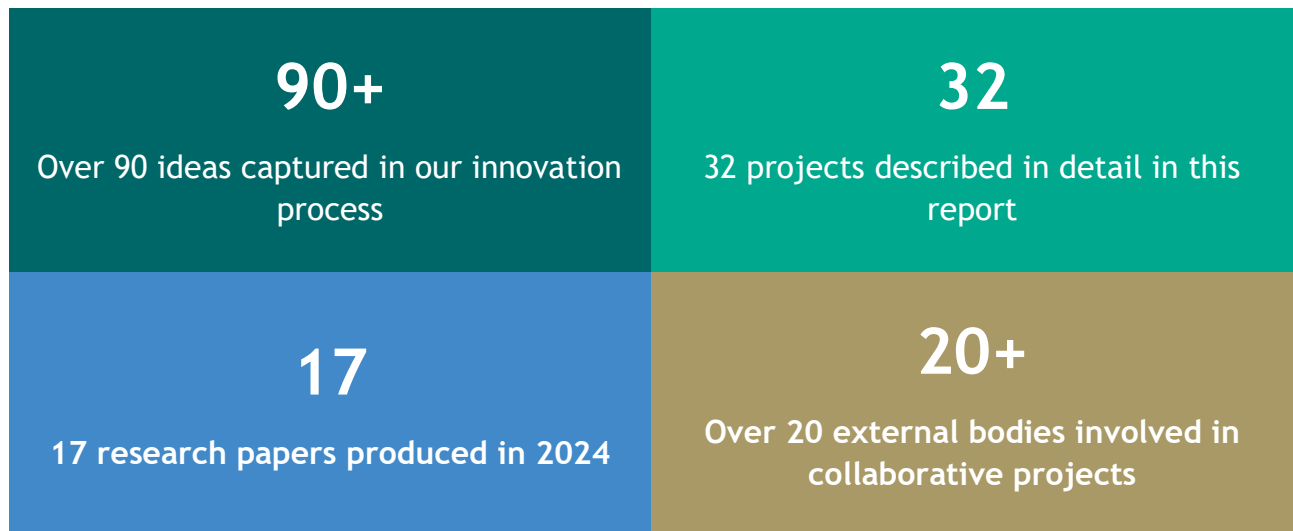 90+
Over 90 ideas captured in our innovation
process
32
32 projects described in detail in this
report
17
17 research papers produced in 2024
20+
Over 20 external bodies involved in
collaborative projects